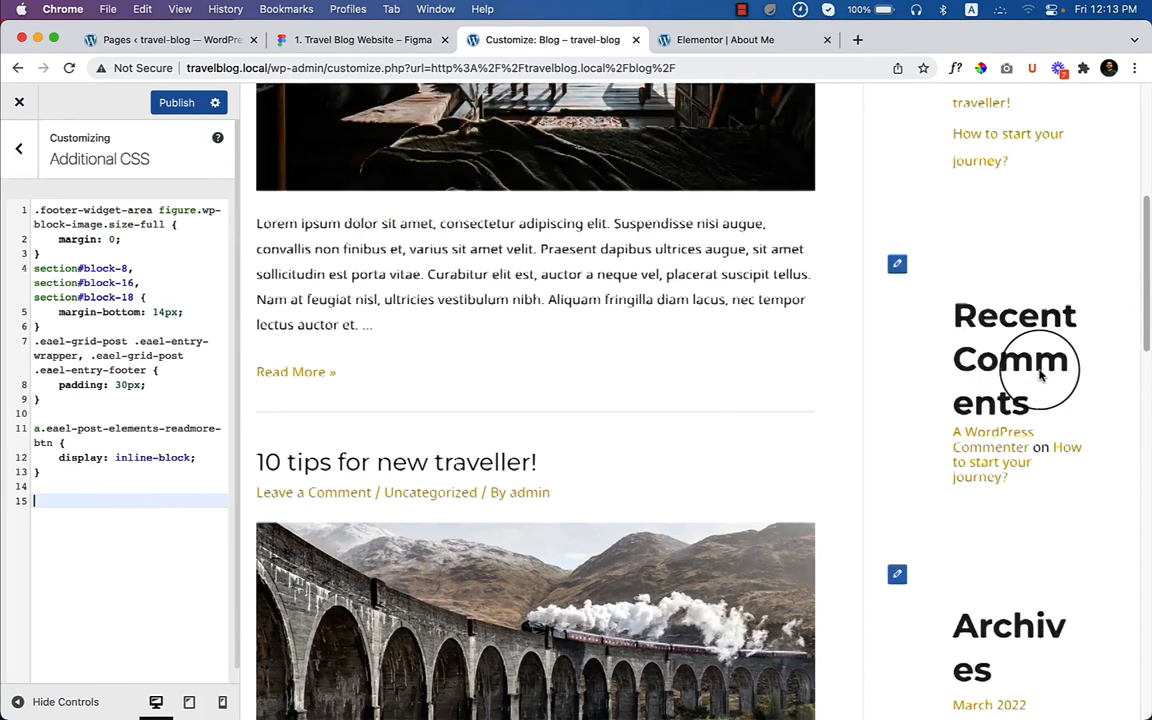 Chrome File Edit View History Bookmarks Profiles Tab Window Help 100% A Fri 12:13 PM
Pages ‹ travel-blog — WordPre
1. Travel Blog Website – Figma
Customize: Blog – travel-blog
Elementor | About Me
Not Secure travelblog.local/wp-admin/customize.php?url=http%3A%2F%2Ftravelblog.local%2Fblog%2F
f?
U
7
Publish
Customizing
Additional CSS
1 .footer-widget-area figure.wp-
block-image.size-full {
2 margin: 0;
3 }
4 section#block-8,
section#block-16,
section#block-18 {
5 margin-bottom: 14px;
6 }
7 .eael-grid-post .eael-entry-
wrapper, .eael-grid-post
.eael-entry-footer {
8 padding: 30px;
9 }
10
11 a.eael-post-elements-readmore-
btn {
12 display: inline-block;
13 }
14
15
Hide Controls
Lorem ipsum dolor sit amet, consectetur adipiscing elit. Suspendisse nisi augue,
convallis non finibus et, varius sit amet velit. Praesent dapibus ultrices augue, sit amet
sollicitudin est porta vitae. Curabitur elit est, auctor a neque vel, placerat suscipit tellus.
Nam at feugiat nisl, ultricies vestibulum nibh. Aliquam fringilla diam lacus, nec tempor
lectus auctor et. …
Read More »
10 tips for new traveller!
Leave a Comment / Uncategorized / By admin
traveller!
How to start your
journey?
Recent
Comm
ents
A WordPress
Commenter on How
to start your
journey?
Archiv
es
March 2022